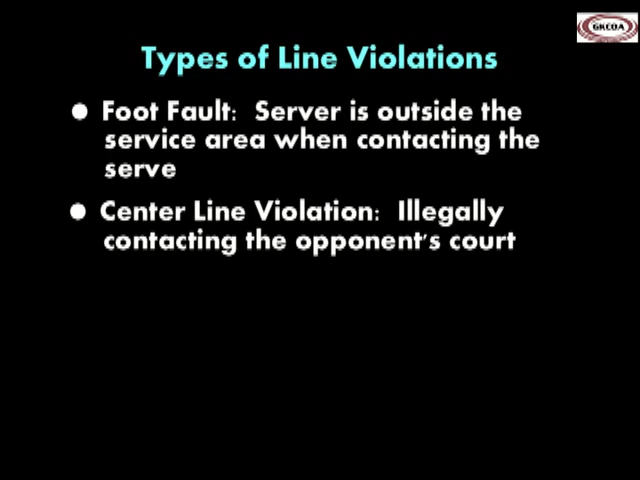 GKCOA
Types of Line Violations
● Foot Fault: Server is outside the
service area when contacting the
serve
● Center Line Violation: Illegally
contacting the opponent's court